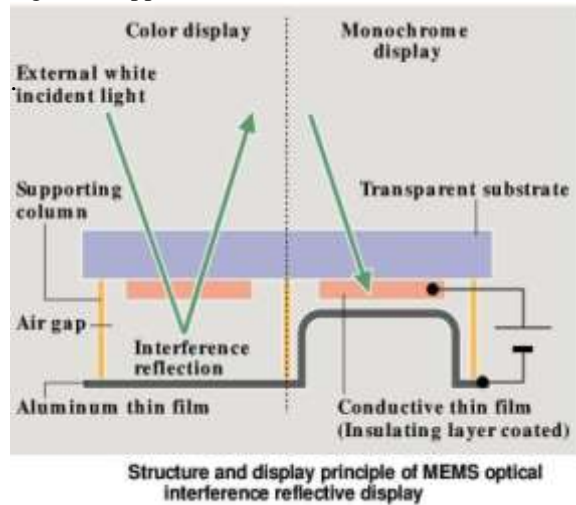 Color display
Monochrome
display
External white
incident light
Supporting
column
Transparent substrate
Air gap
Interference
reflection
Aluminum thin film
Conductive thin film
(Insulating layer coated)
Structure and display principle of MEMS optical
interference reflective display